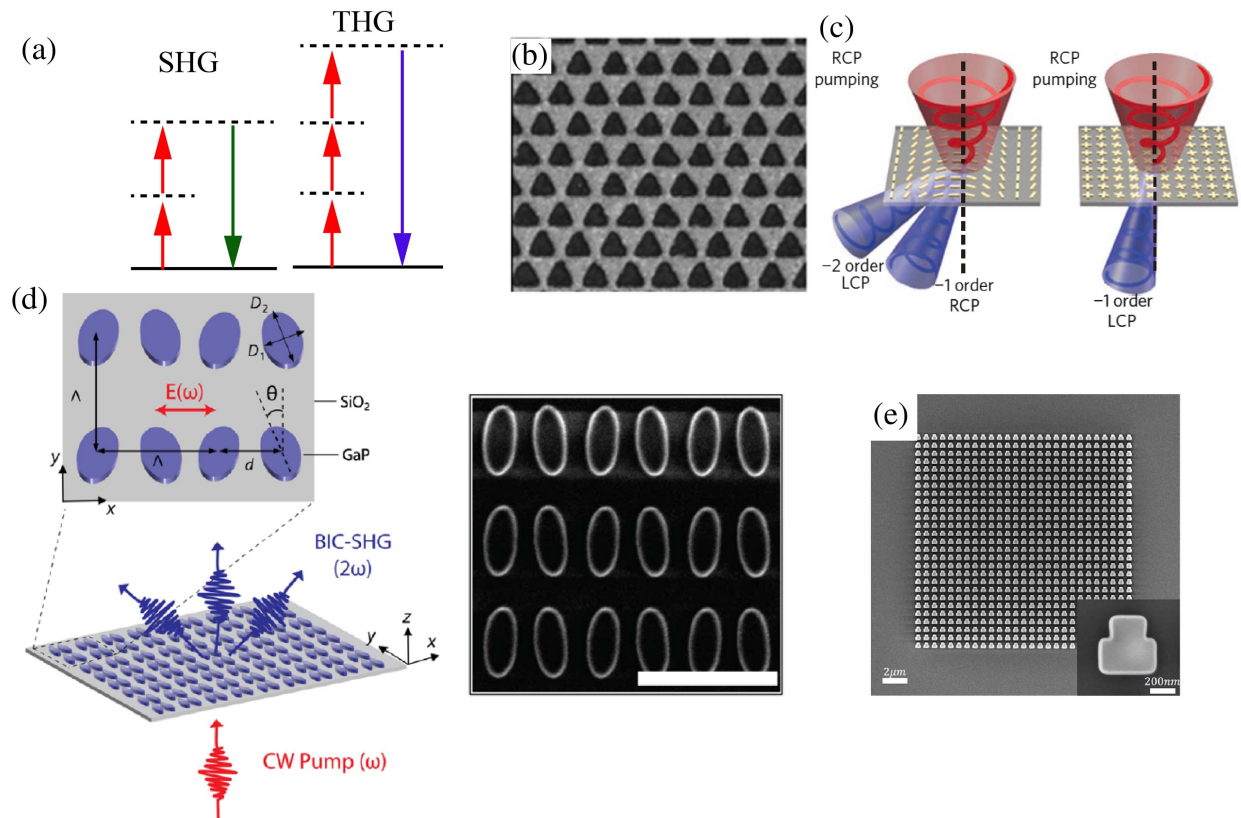 (a)
SHG
THG
(b)
(c)
RCP
pumping
RCP
pumping
−2 order
LCP
−1 order
RCP
−1 order
LCP
(d)
D2
D1
Λ
E(ω)
θ
SiO2
GaP
Λ
d
y
x
BIC-SHG
(2ω)
z
y
x
CW Pump (ω)
(e)
2μm
200nm